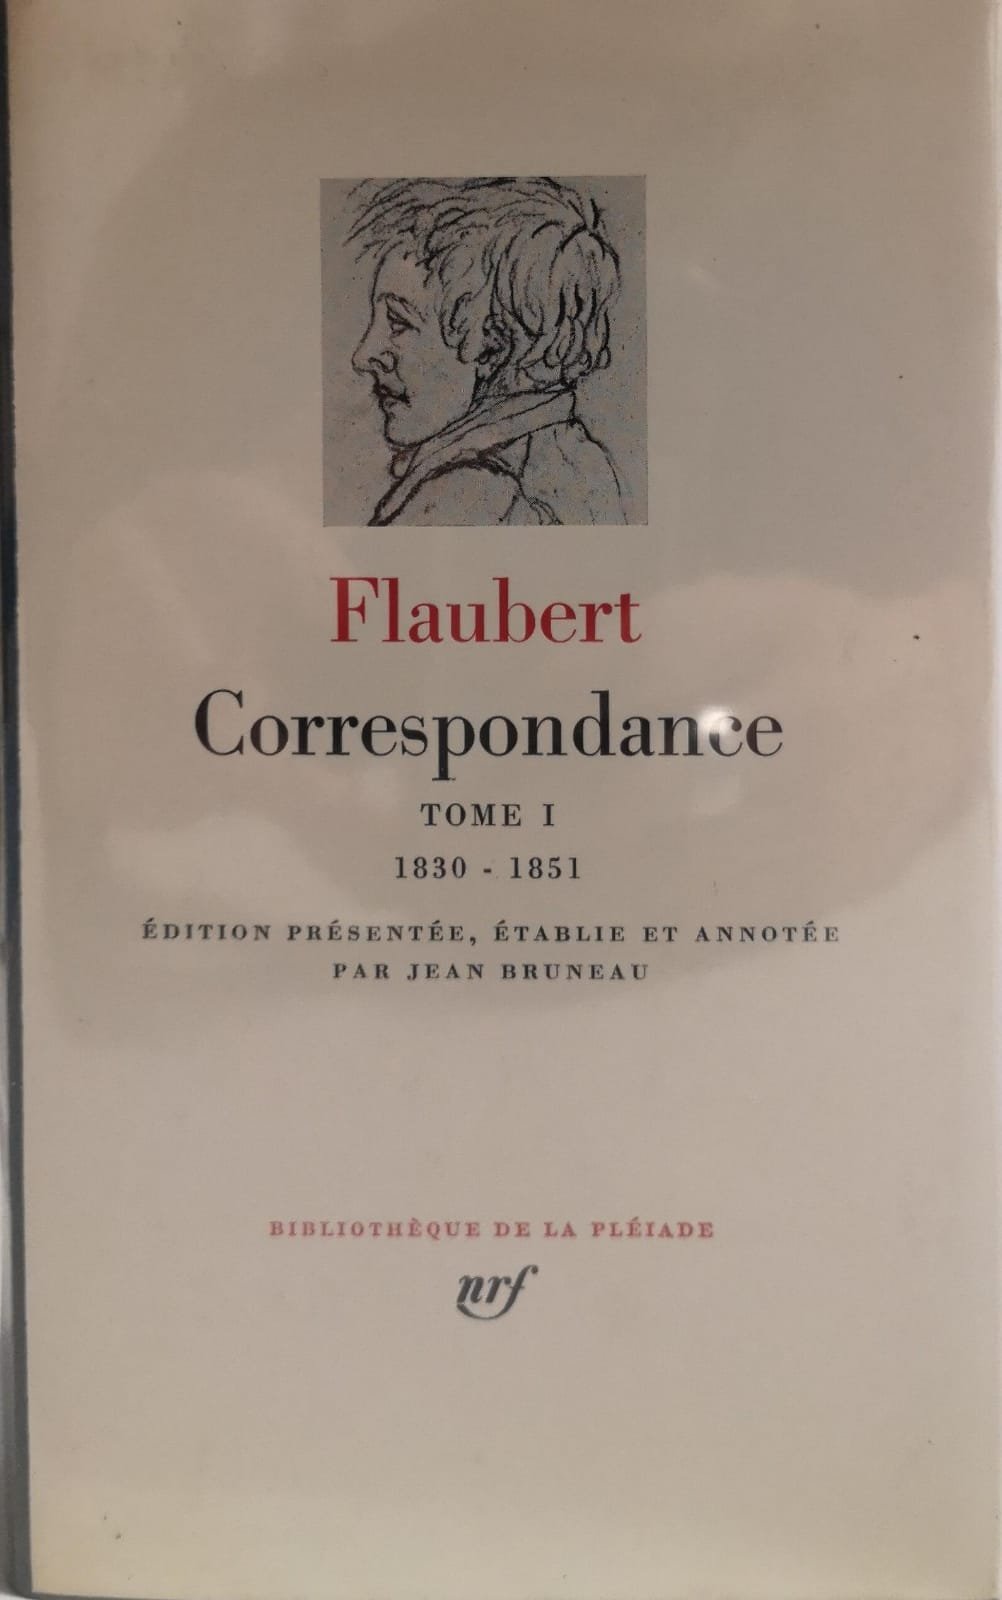 Flaubert
Correspondance
TOME I
1830 - 1851
ÉDITION PRÉSENTÉE, ÉTABLIE ET ANNOTÉE
PAR JEAN BRUNEAU
BIBLIOTHÈQUE DE LA PLÉIADE
nrf